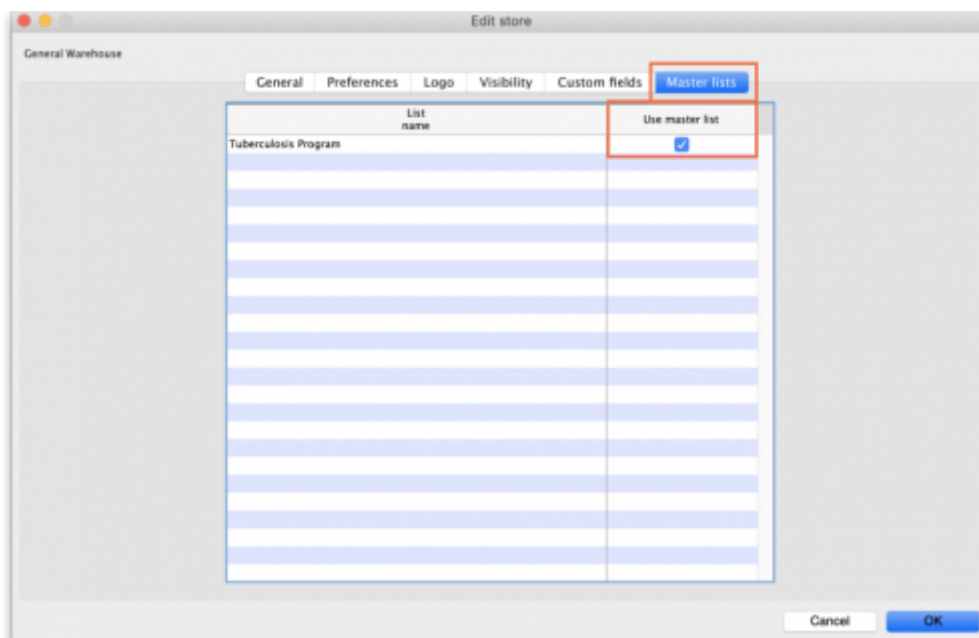 Edit store
General Warehouse
General Preferences Logo Visibility Custom fields Master lists
List
name
Use master list
Tuberculosis Program
Cancel OK